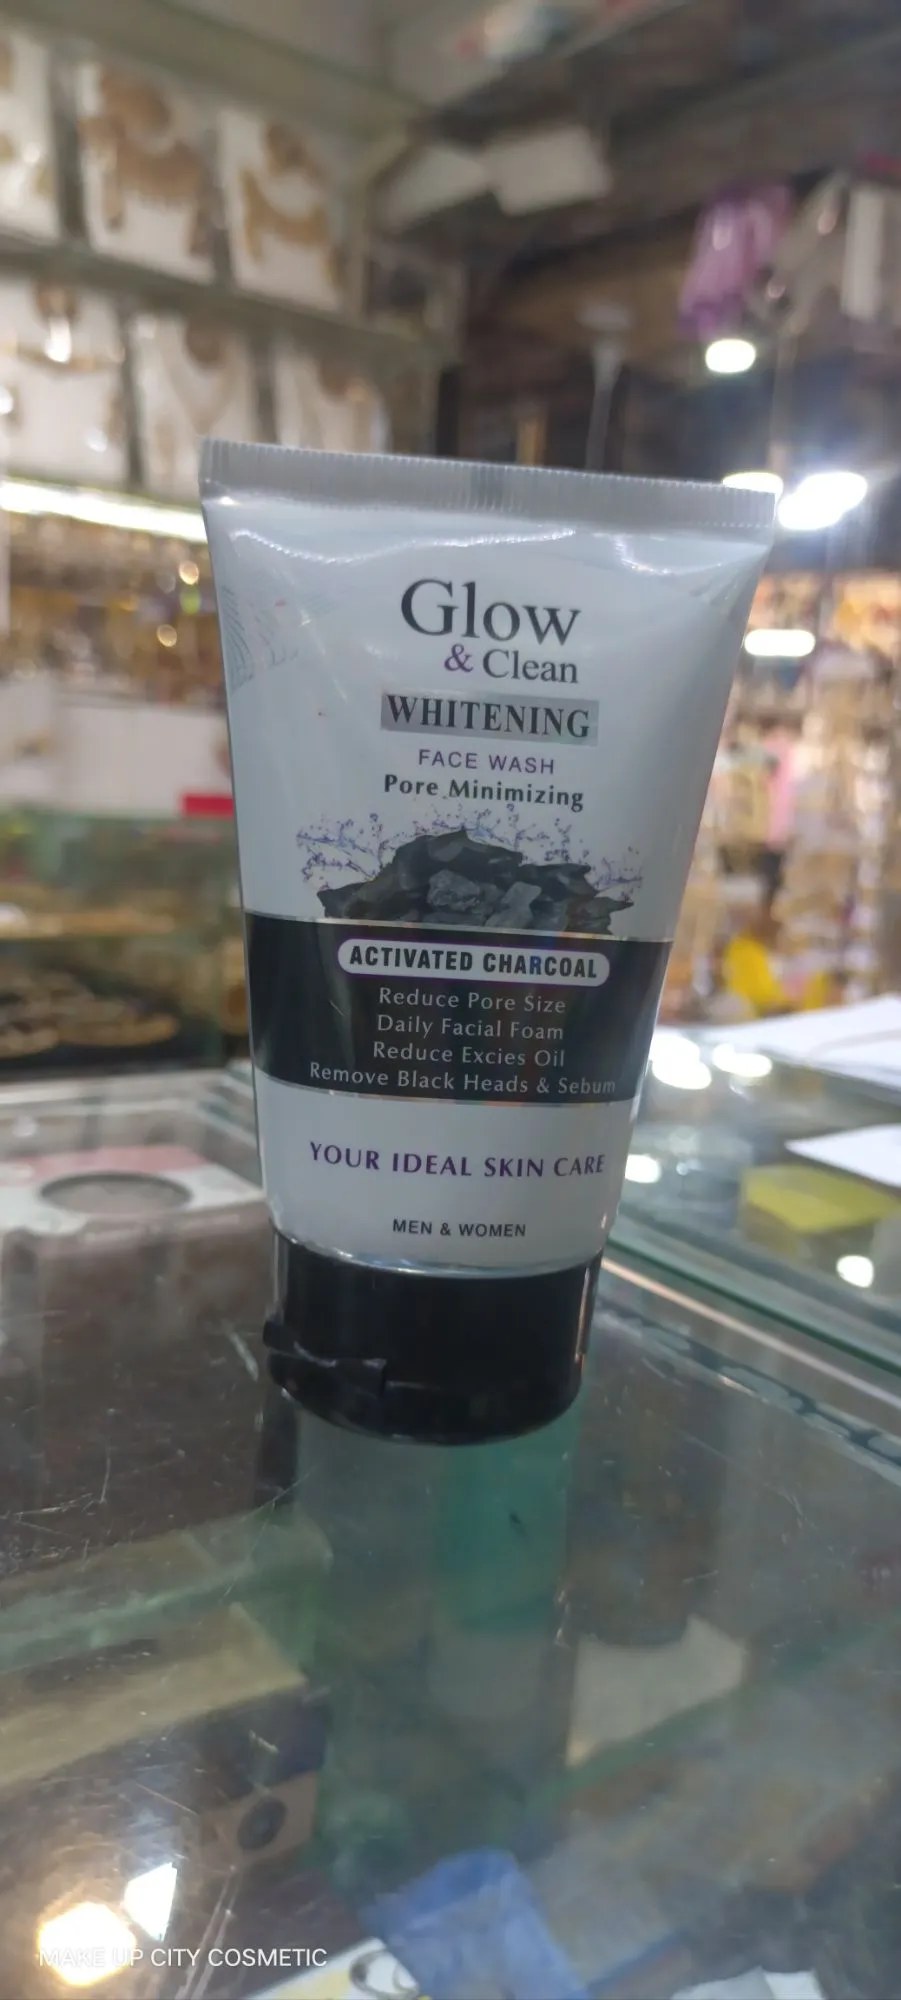 Glow
& Clean
WHITENING
FACE WASH
Pore Minimizing
ACTIVATED CHARCOAL
Reduce Pore Size
Daily Facial Foam
Reduce Excies Oil
Remove Black Heads & Sebum
YOUR IDEAL SKIN CARE
MEN & WOMEN
MAKE UP CITY COSMETIC